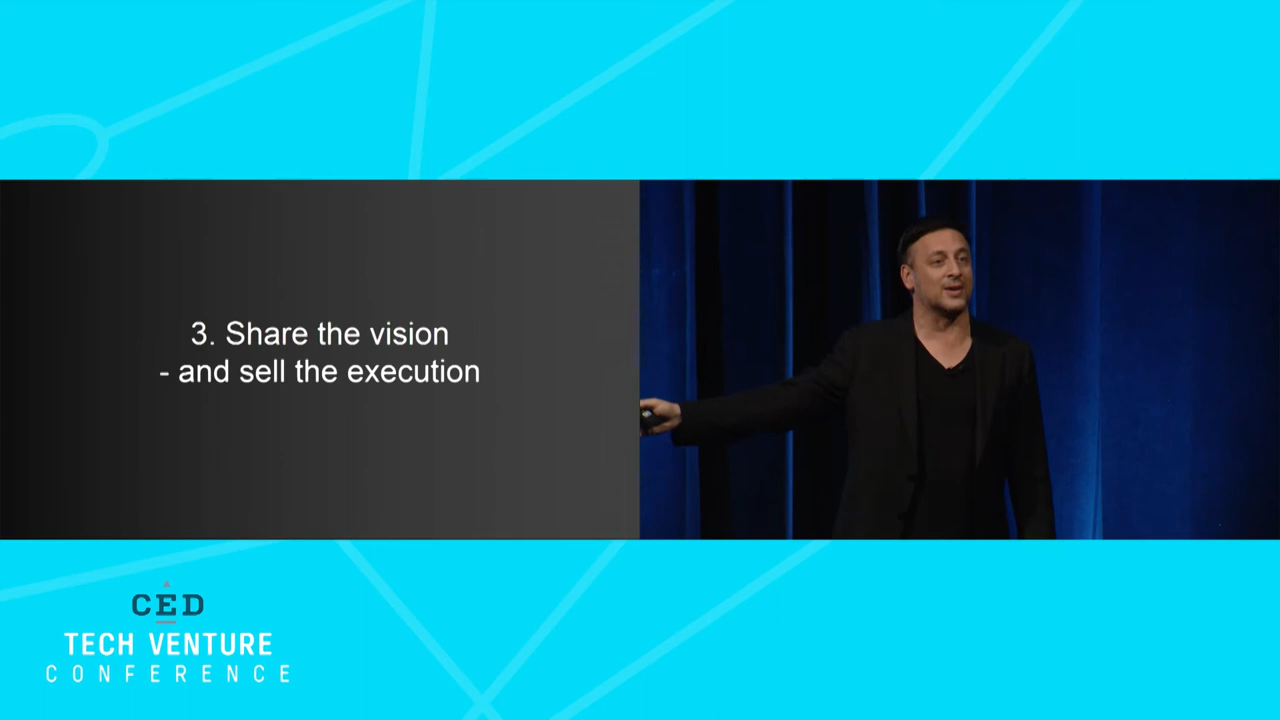 3. Share the vision
- and sell the execution
CED
TECH VENTURE
CONFERENCE